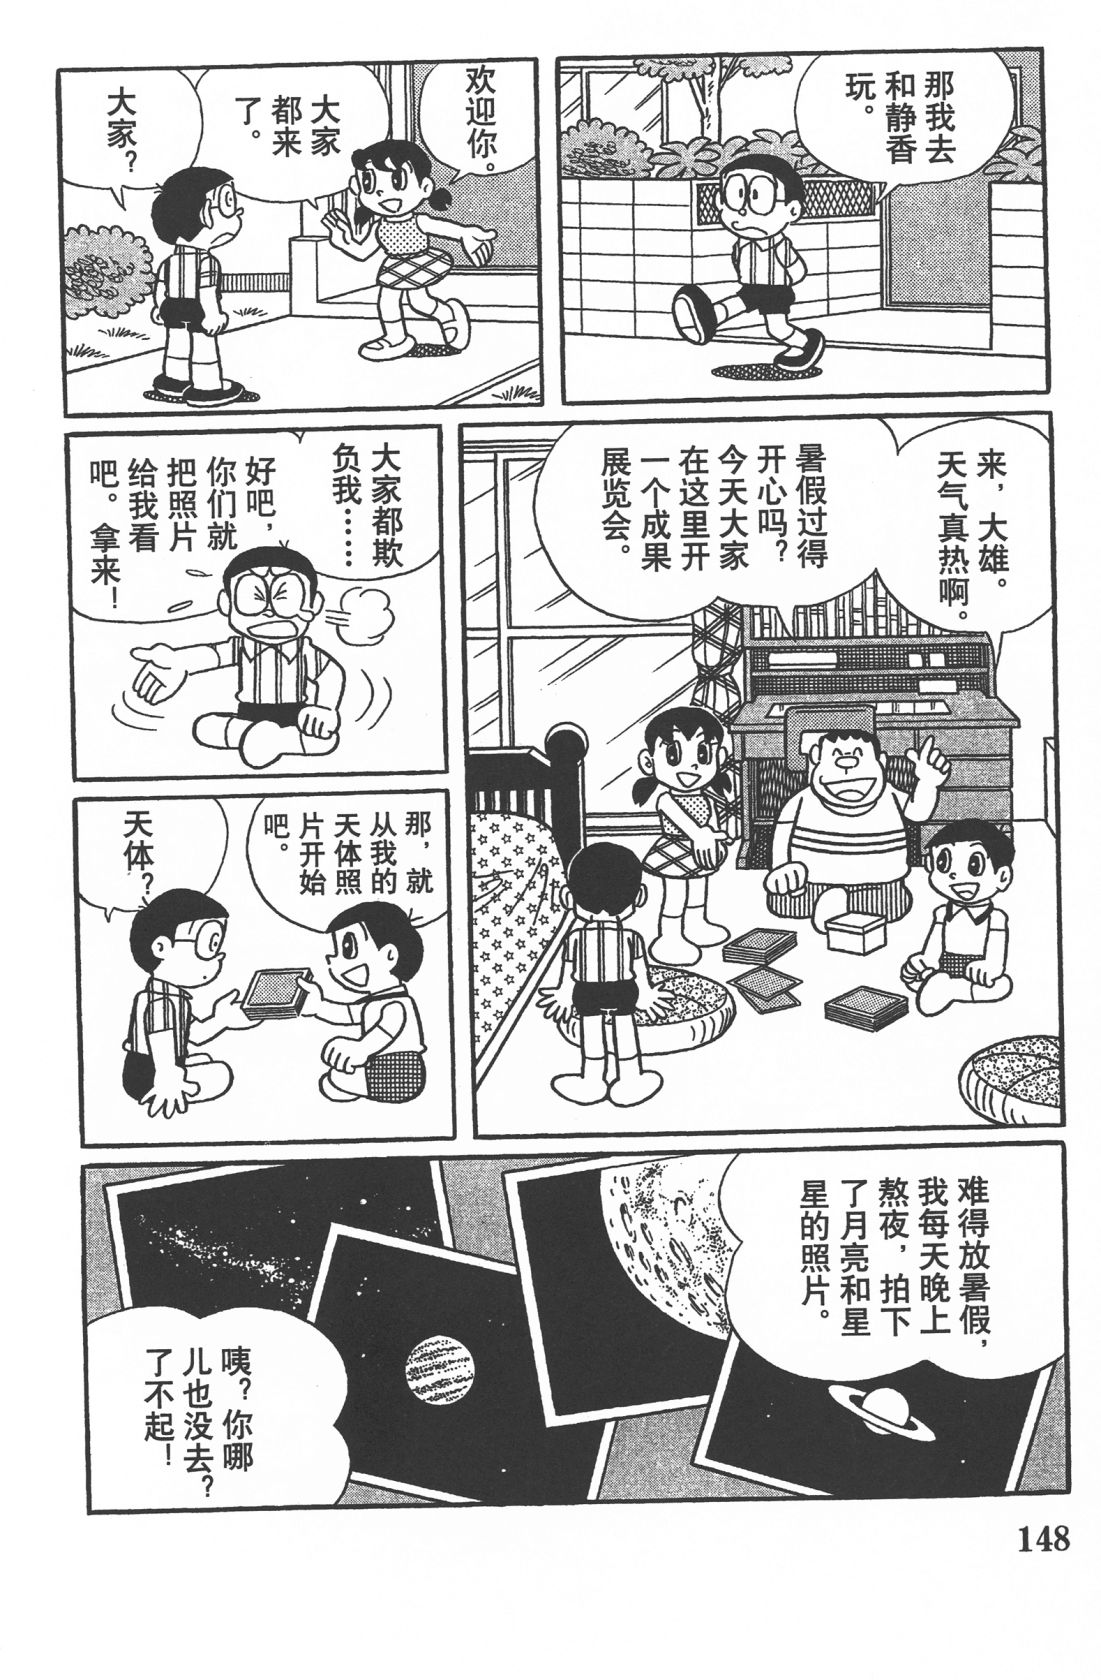 那我去
和静香
玩。
欢迎你。
大家
都来
了。
大家？
来，大雄。
天气真热啊。
暑假过得
开心吗？
今天大家
在这里开
一个成果
展览会。
大家都欺
负我……
好吧，
你们就
把照片
给我看
吧。拿来！
那，就
从我的
天体照
片开始
吧。
天体？
难得放暑假，
我每天晚上
熬夜，拍下
了月亮和星
星的照片。
咦？你哪
儿也没去？
了不起！
148